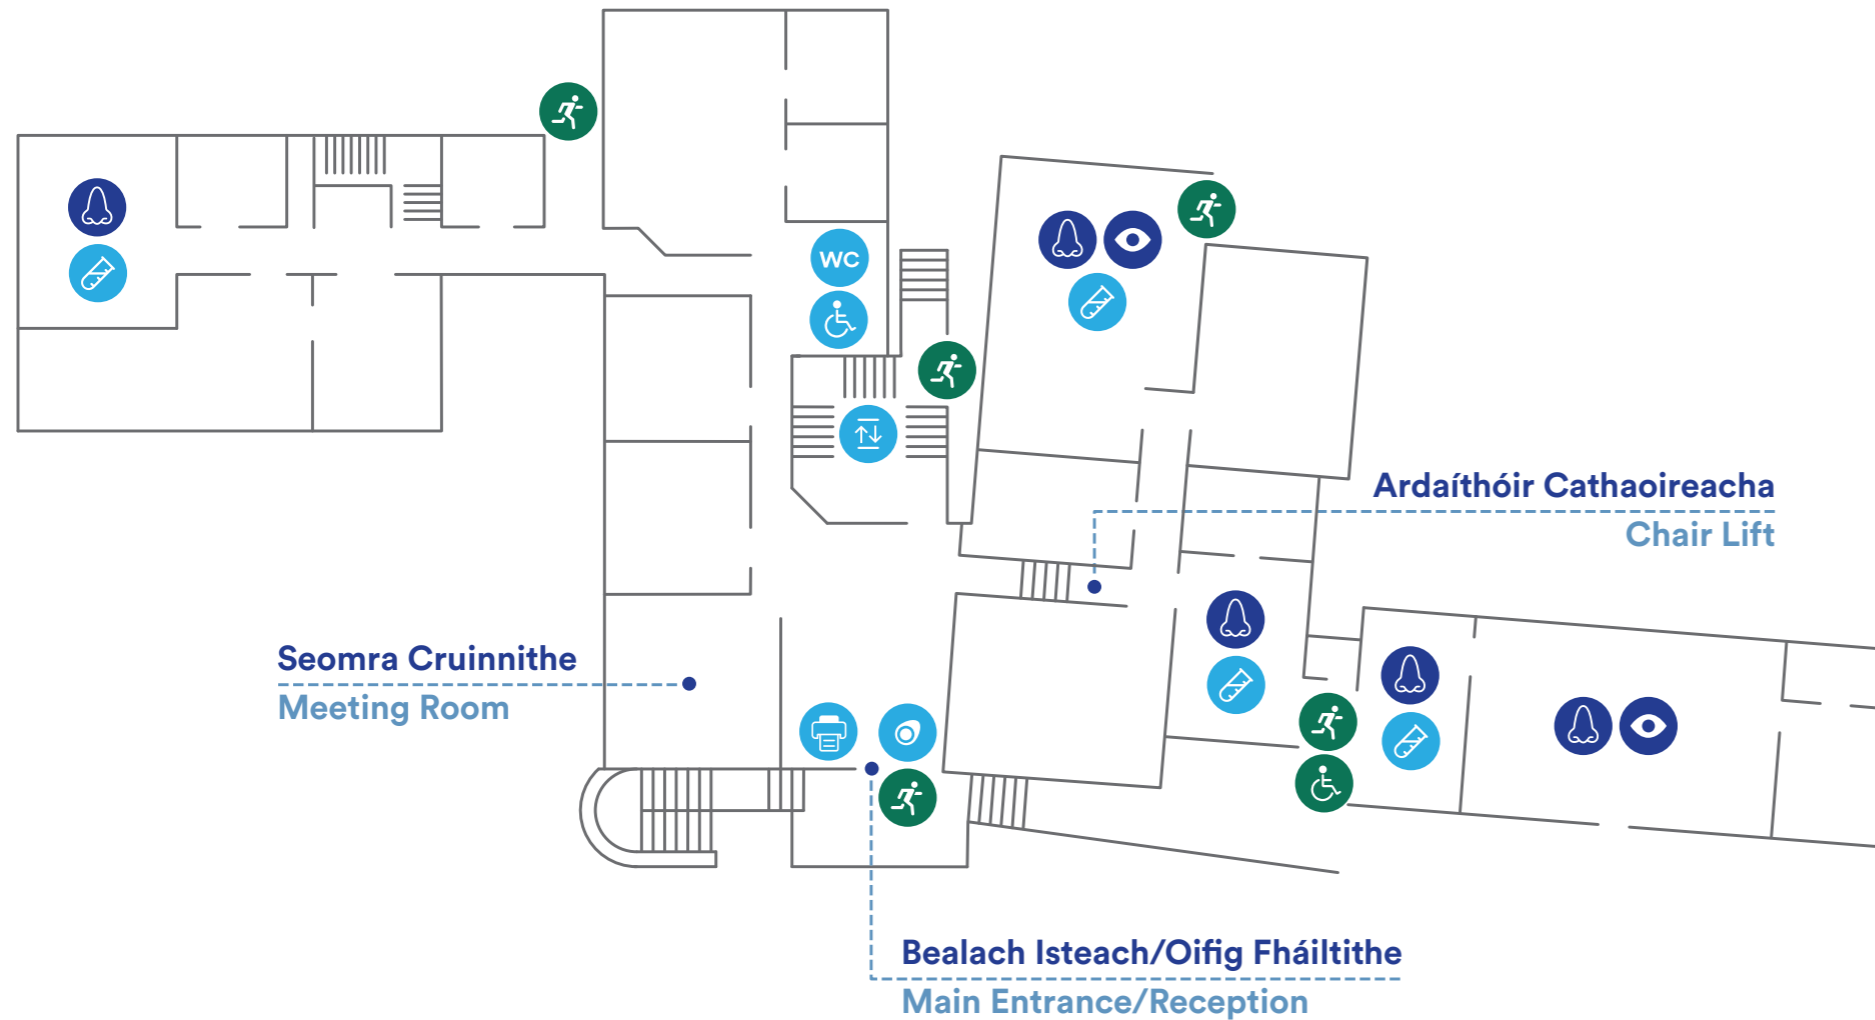 WC
Ardaíthóir Cathaoireacha
Chair Lift
Seomra Cruinnithe
Meeting Room
Bealach Isteach/Oifig Fháiltithe
Main Entrance/Reception